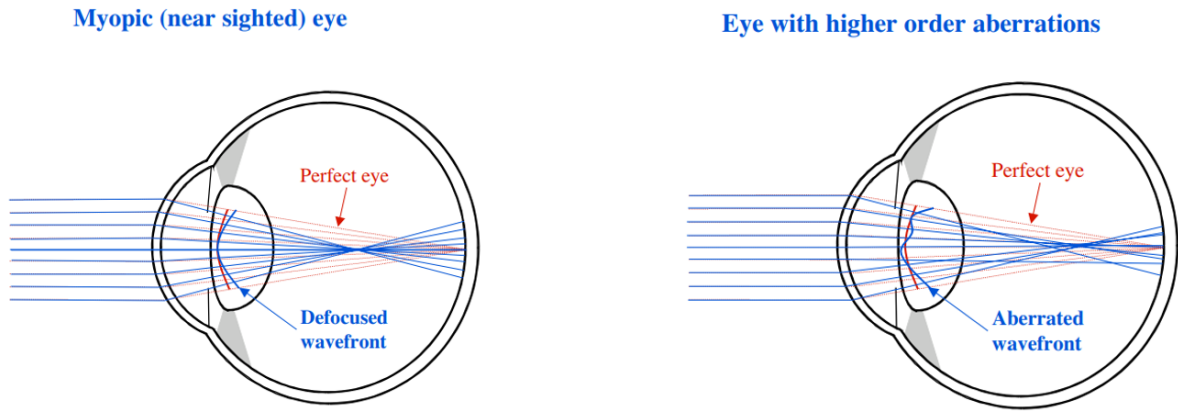 Myopic (near sighted) eye
Perfect eye
Defocused
wavefront
Eye with higher order aberrations
Perfect eye
Aberrated
wavefront